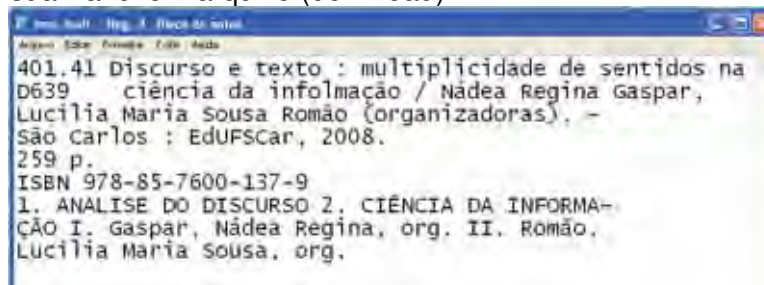 401.41 Discurso e texto : multiplicidade de sentidos na
D639 ciência da infolmação / Nádea Regina Gaspar,
Lucilia Maria Sousa Romão (organizadoras). -
São Carlos : EdUFSCar, 2008.
259 p.
ISBN 978-85-7600-137-9
1. ANALISE DO DISCURSO 2. CIÊNCIA DA INFORMA-
ÇÃO I. Gaspar, Nádea Regina, org. II. Romão,
Lucilia Maria Sousa, org.